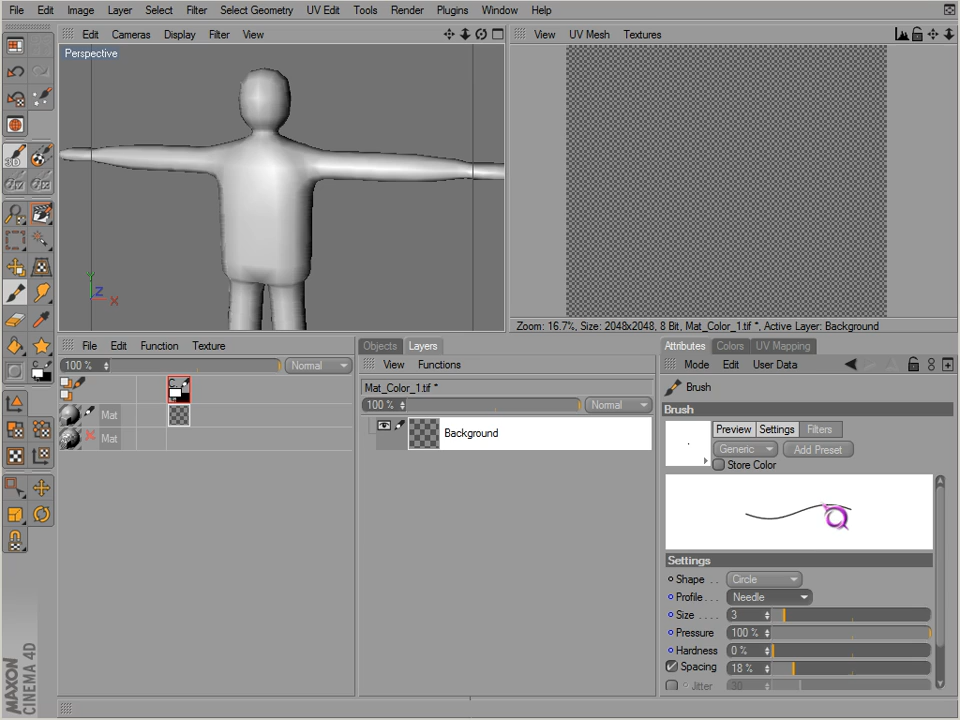 File Edit Image Layer Select Filter Select Geometry UV Edit Tools Render Plugins Window Help
Edit Cameras Display Filter View
View UV Mesh Textures
Perspective
3D
Y
Z
X
Zoom: 16.7%, Size: 2048x2048, 8 Bit, Mat_Color_1.tif *, Active Layer: Background
File Edit Function Texture
Objects Layers
Attributes Colors UV Mapping
100 % Normal
View Functions
Mode Edit User Data
C
Mat
Mat
Mat_Color_1.tif *
100 % Normal
Background
Brush
Brush
Preview Settings Filters
Generic Add Preset
Store Color
Settings
Shape . . Circle
Profile . . . Needle
Size . . . . 3
Pressure 100 %
Hardness 0 %
Spacing 18 %
Jitter 30
MAXON
CINEMA 4D